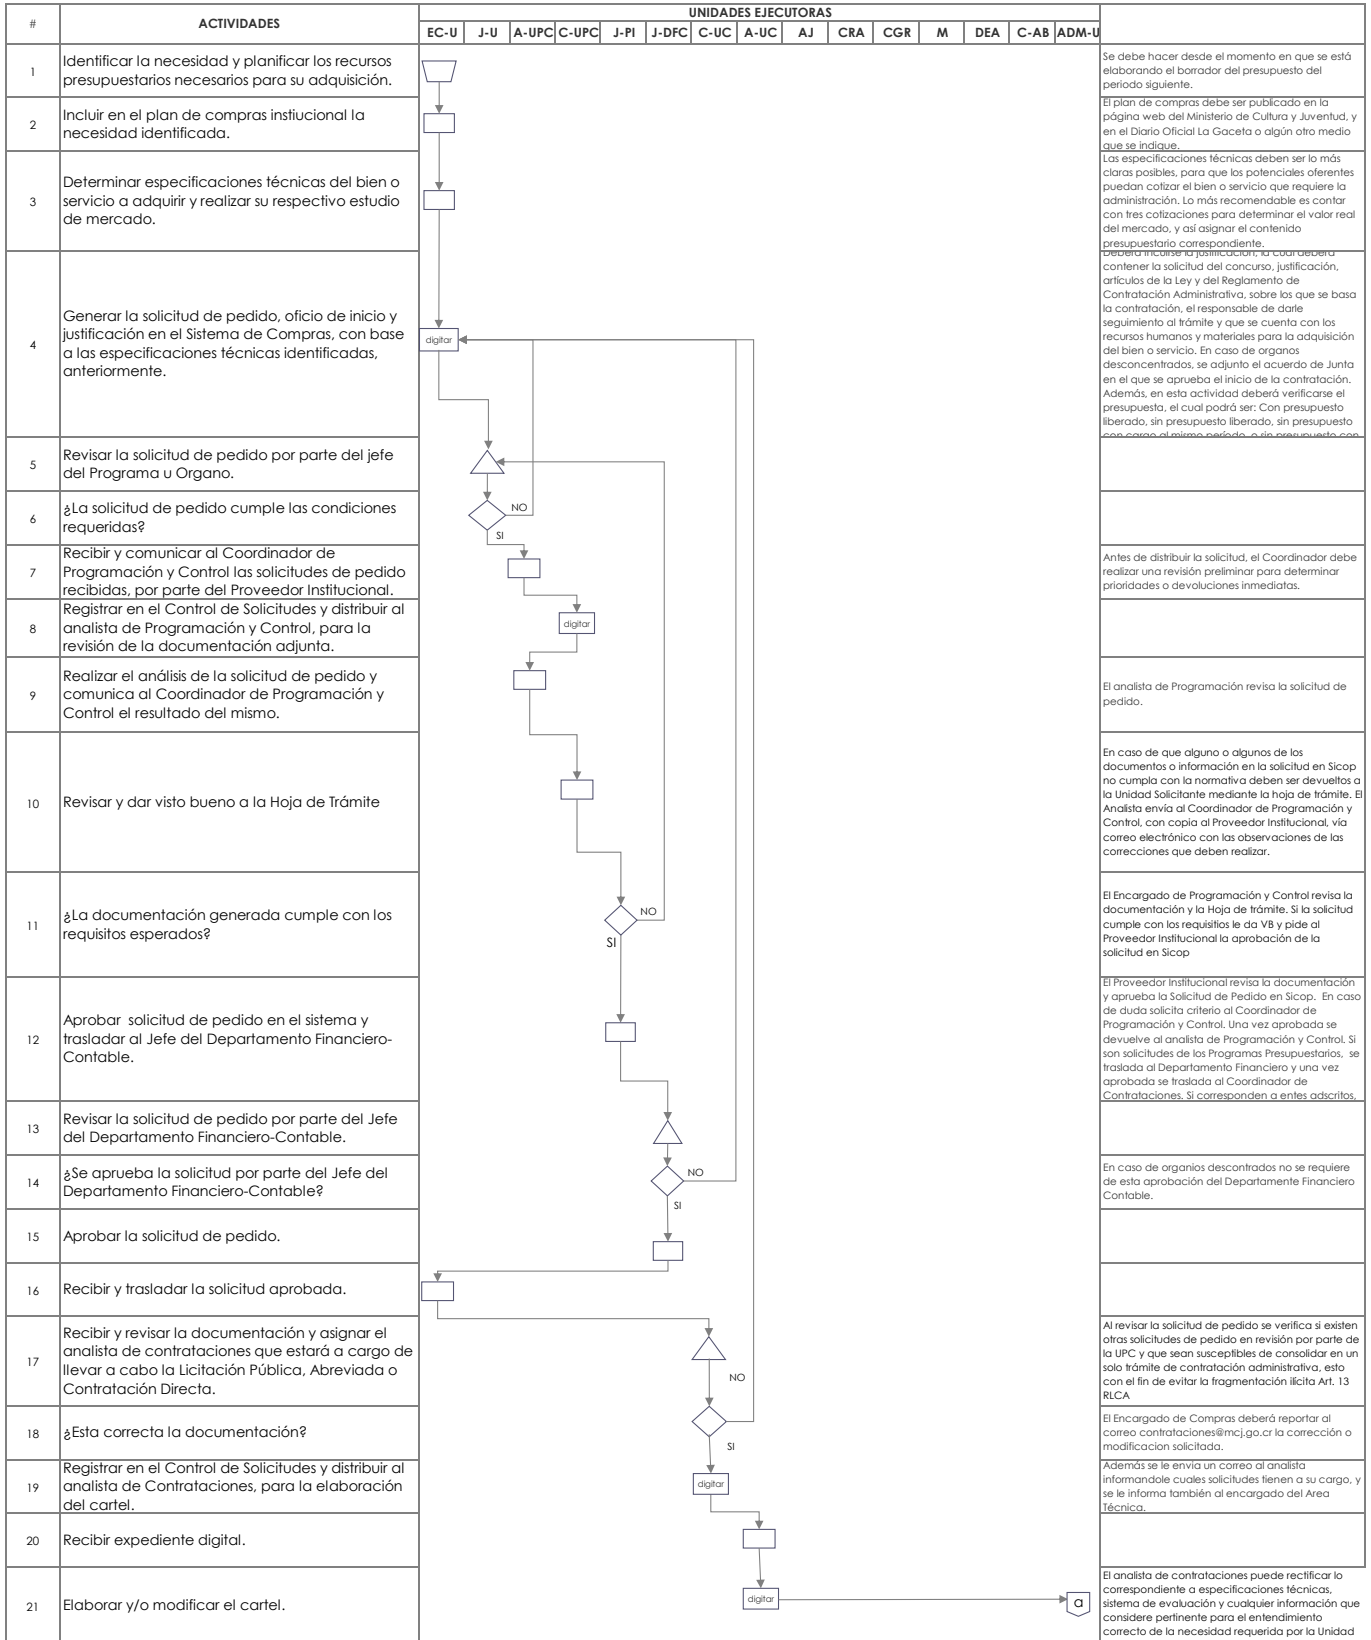 #
ACTIVIDADES
UNIDADES EJECUTORAS
EC-U J-U A-UPC C-UPC J-PI J-DFC C-UC A-UC AJ CRA CGR M DEA C-AB ADM-U
1
Identificar la necesidad y planificar los recursos
presupuestarios necesarios para su adquisición.
Se debe hacer desde el momento en que se está
elaborando el borrador del presupuesto del
periodo siguiente.
2
Incluir en el plan de compras instiucional la
necesidad identificada.
El plan de compras debe ser publicado en la
página web del Ministerio de Cultura y Juventud, y
en el Diario Oficial La Gaceta o algún otro medio
que se indique.
3
Determinar especificaciones técnicas del bien o
servicio a adquirir y realizar su respectivo estudio
de mercado.
Las especificaciones técnicas deben ser lo más
claras posibles, para que los potenciales oferentes
puedan cotizar el bien o servicio que requiere la
administración. Lo más recomendable es contar
con tres cotizaciones para determinar el valor real
del mercado, y así asignar el contenido
presupuestario correspondiente.
4
Generar la solicitud de pedido, oficio de inicio y
justificación en el Sistema de Compras, con base
a las especificaciones técnicas identificadas,
anteriormente.
digitar
Deberá incuirse la justificación, la cual deberá
contener la solicitud del concurso, justificación,
artículos de la Ley y del Reglamento de
Contratación Administrativa, sobre los que se basa
la contratación, el responsable de darle
seguimiento al trámite y que se cuenta con los
recursos humanos y materiales para la adquisición
del bien o servicio. En caso de organos
desconcentrados, se adjunto el acuerdo de Junta
en el que se aprueba el inicio de la contratación.
Además, en esta actividad deberá verificarse el
presupuesta, el cual podrá ser: Con presupuesto
liberado, sin presupuesto liberado, sin presupuesto
con cargo al mismo período, o sin presupuesto con
5
Revisar la solicitud de pedido por parte del jefe
del Programa u Organo.
6
¿La solicitud de pedido cumple las condiciones
requeridas?
NO
SI
7
Recibir y comunicar al Coordinador de
Programación y Control las solicitudes de pedido
recibidas, por parte del Proveedor Institucional.
Antes de distribuir la solicitud, el Coordinador debe
realizar una revisión preliminar para determinar
prioridades o devoluciones inmediatas.
8
Registrar en el Control de Solicitudes y distribuir al
analista de Programación y Control, para la
revisión de la documentación adjunta.
digitar
9
Realizar el análisis de la solicitud de pedido y
comunica al Coordinador de Programación y
Control el resultado del mismo.
El analista de Programación revisa la solicitud de
pedido.
10
Revisar y dar visto bueno a la Hoja de Trámite
En caso de que alguno o algunos de los
documentos o información en la solicitud en Sicop
no cumpla con la normativa deben ser devueltos a
la Unidad Solicitante mediante la hoja de trámite. El
Analista envía al Coordinador de Programación y
Control, con copia al Proveedor Institucional, vía
correo electrónico con las observaciones de las
correcciones que deben realizar.
11
¿La documentación generada cumple con los
requisitos esperados?
NO
SI
El Encargado de Programación y Control revisa la
documentación y la Hoja de trámite. Si la solicitud
cumple con los requisitios le da VB y pide al
Proveedor Institucional la aprobación de la
solicitud en Sicop
12
Aprobar  solicitud de pedido en el sistema y
trasladar al Jefe del Departamento Financiero-
Contable.
El Proveedor Institucional revisa la documentación
y aprueba la Solicitud de Pedido en Sicop.  En caso
de duda solicita criterio al Coordinador de
Programación y Control. Una vez aprobada se
devuelve al analista de Programación y Control. Si
son solicitudes de los Programas Presupuestarios,  se
traslada al Departamento Financiero y una vez
aprobada se traslada al Coordinador de
Contrataciones. Si corresponden a entes adscritos,
13
Revisar la solicitud de pedido por parte del Jefe
del Departamento Financiero-Contable.
14
¿Se aprueba la solicitud por parte del Jefe del
Departamento Financiero-Contable?
NO
SI
En caso de organios descontrados no se requiere
de esta aprobación del Departamente Financiero
Contable.
15
Aprobar la solicitud de pedido.
16
Recibir y trasladar la solicitud aprobada.
17
Recibir y revisar la documentación y asignar el
analista de contrataciones que estará a cargo de
llevar a cabo la Licitación Pública, Abreviada o
Contratación Directa.
NO
Al revisar la solicitud de pedido se verifica si existen
otras solicitudes de pedido en revisión por parte de
la UPC y que sean susceptibles de consolidar en un
solo trámite de contratación administrativa, esto
con el fin de evitar la fragmentación ilícita Art. 13
RLCA
18
¿Esta correcta la documentación?
SI
El Encargado de Compras deberá reportar al
correo contrataciones@mcj.go.cr la corrección o
modificacion solicitada.
19
Registrar en el Control de Solicitudes y distribuir al
analista de Contrataciones, para la elaboración
del cartel.
digitar
Además se le envia un correo al analista
informandole cuales solicitudes tienen a su cargo, y
se le informa también al encargado del Area
Técnica.
20
Recibir expediente digital.
21
Elaborar y/o modificar el cartel.
digitar
a
El analista de contrataciones puede rectificar lo
correspondiente a especificaciones técnicas,
sistema de evaluación y cualquier información que
considere pertinente para el entendimiento
correcto de la necesidad requerida por la Unidad